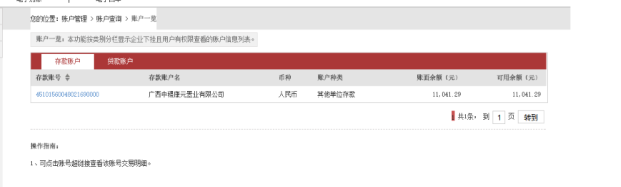 您的位置：账户管理 > 账户查询 > 账户一览
账户一览：本功能按类别分栏显示企业下挂且用户有权限查看的账户信息列表。
存款账户 贷款账户
存款账号 存款账户名 币种 账户种类 账面余额（元） 可用余额（元）
广西中稷隆元置业有限公司 人民币 其他单位存款 11,041.29 11,041.29
共1条， 到 1 页 转到
操作指南：
1、可点击账号超链接查看该账号交易明细。